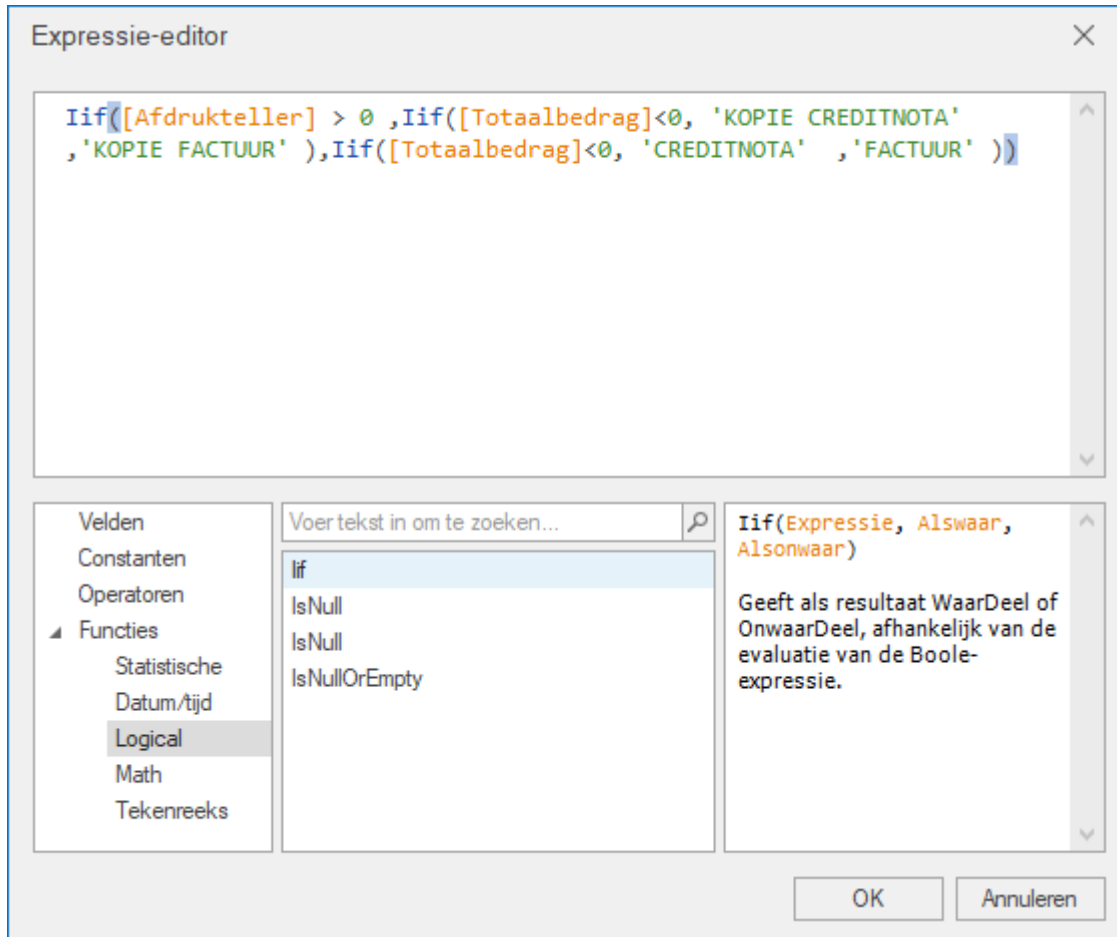 Expressie-editor
Iif([Afdrukteller] > 0 ,Iif([Totaalbedrag]<0, 'KOPIE CREDITNOTA'
,'KOPIE FACTUUR' ),Iif([Totaalbedrag]<0, 'CREDITNOTA'  ,'FACTUUR' ))
Velden
Constanten
Operatoren
Functies
Statistische
Datum/tijd
Logical
Math
Tekenreeks
Voer tekst in om te zoeken...
Iif
IsNull
IsNull
IsNullOrEmpty
Iif(Expressie, Alswaar,
Alsonwaar)
Geeft als resultaat WaarDeel of
OnwaarDeel, afhankelijk van de
evaluatie van de Boole-
expressie.
OK
Annuleren